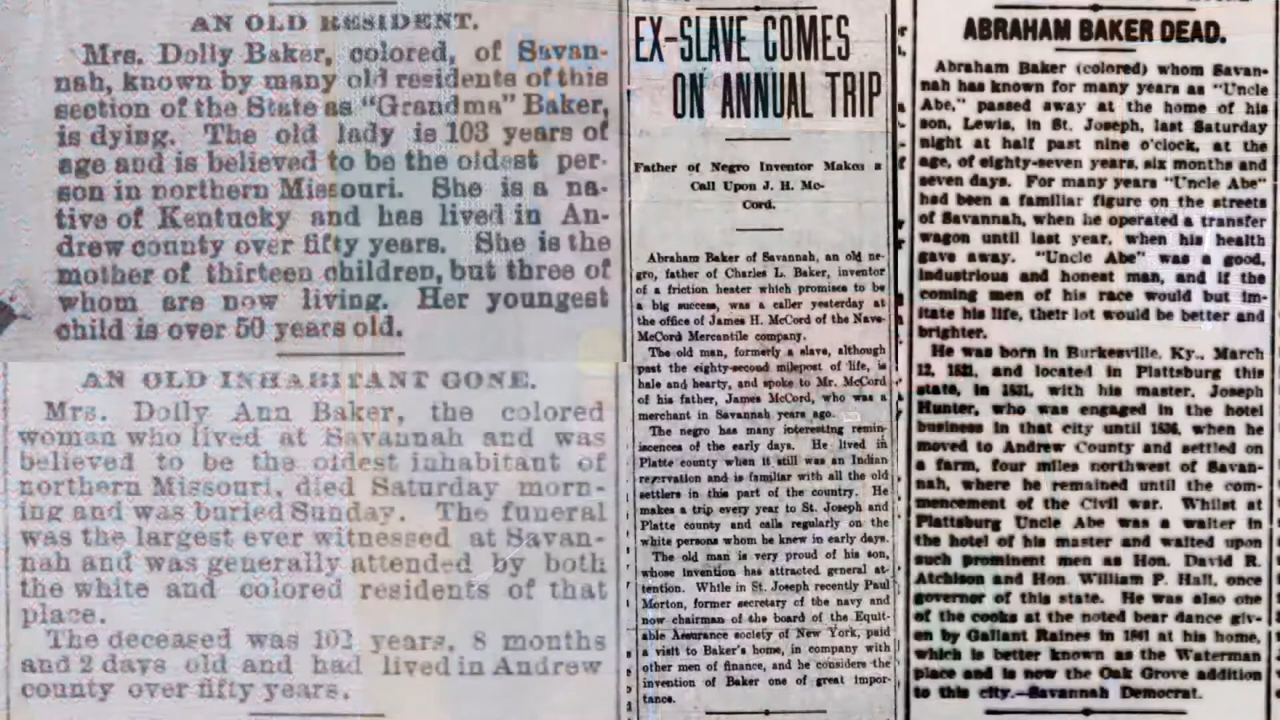 AN OLD RESIDENT.
Mrs. Dolly Baker, colored, of Savan-
nah, known by many old residents of this
section of the State as "Grandma" Baker,
is dying. The old lady is 103 years of
age and is believed to be the oldest per-
son in northern Missouri. She is a na-
tive of Kentucky and has lived in An-
drew county over fifty years. She is the
mother of thirteen children, but three of
whom are now living. Her youngest
child is over 50 years old.
AN OLD INHABITANT GONE.
Mrs. Dolly Ann Baker, the colored
woman who lived at Savannah and was
believed to be the oldest inhabitant of
northern Missouri, died Saturday morn-
ing and was buried Sunday. The funeral
was the largest ever witnessed at Savan-
nah and was generally attended by both
the white and colored residents of that
place.
The deceased was years, 8 months
and 2 days old and had lived in Andrew
county over fifty years.
EX-SLAVE COMES
ON ANNUAL TRIP
Father of Negro Inventor Makes a
Call Upon J. H. Mc-
Cord.
Abraham Baker of Savannah, an old ne-
gro, father of Charles L. Baker, inventor
of a friction heater which promises to be
a big success, was a caller yesterday at
the office of James H. McCord of the Nave-
McCord Mercantile company.
The old man, formerly a slave, although
past the eighty-second milepost of life, is
hale and hearty, and spoke to Mr. McCord
of his father, James McCord, who was a
merchant in Savannah years ago.
The negro has many interesting remin-
iscences of the early days. He lived in
Platte county when it still was an Indian
reservation and is familiar with all the old
settlers in this part of the country. He
makes a trip every year to St. Joseph and
Platte county and calls regularly on the
white persons whom he knew in early days.
The old man is very proud of his son,
whose invention has attracted general at-
tention. While in St. Joseph recently Paul
Morton, former secretary of the navy and
now chairman of the board of the Equit-
able Assurance society of New York, paid
a visit to Baker's home, in company with
other men of finance, and he considers the
invention of Baker one of great impor-
tance.
ABRAHAM BAKER DEAD.
Abraham Baker (colored) whom Savan-
nah has known for many years as "Uncle
Abe," passed away at the home of his
son, Lewis, in St. Joseph, last Saturday
night at half past nine o'clock, at the
age, of eighty-seven years, six months and
seven days. For many years "Uncle Abe"
had been a familiar figure on the streets
of Savannah, when he operated a transfer
wagon until last year, when his health
gave away. "Uncle Abe" was a good,
industrious and honest man, and if the
coming men of his race would but im-
itate his life, their lot would be better and
brighter.
He was born in Burkesville, Ky., March
12, 1821, and located in Plattsburg this
state, in 1831, with his master, Joseph
Hunter, who was engaged in the hotel
business in that city until when he
moved to Andrew County and settled on
a farm, four miles northwest of Savan-
nah, where he remained until the com-
mencement of the Civil war. Whilst at
Plattsburg Uncle Abe was a waiter in
the hotel of his master and waited upon
such prominent men as Hon. David R.
Atchison and Hon. William P. Hall, once
governor of this state. He was also one
of the cooks at the noted bear dance giv-
en by Gallant Raines in 1841 at his home,
which is better known as the Waterman
place and is now the Oak Grove addition
to this city.—Savannah Democrat.